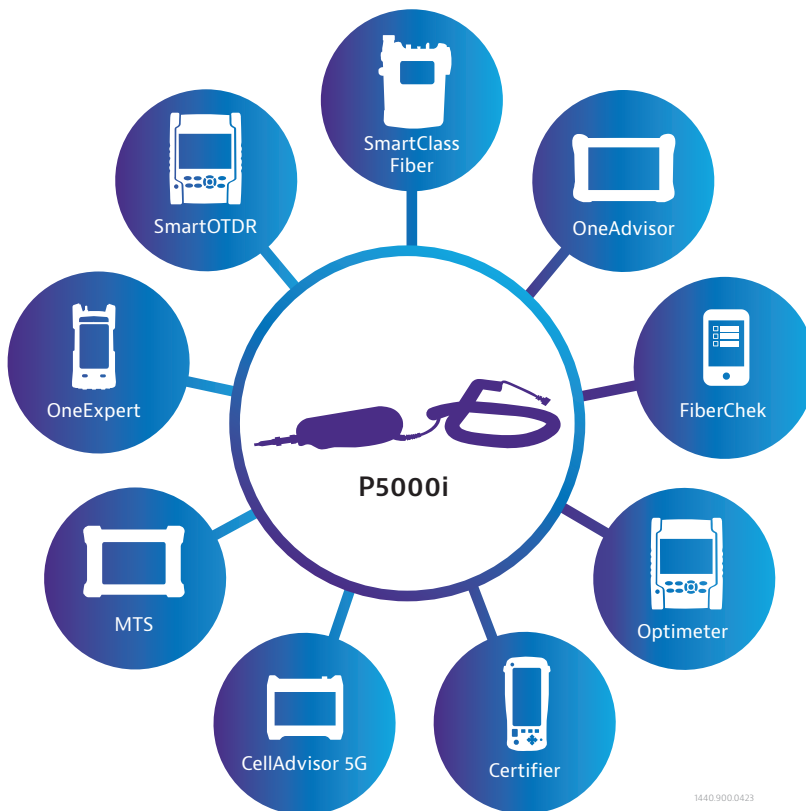 SmartClass
Fiber
SmartOTDR
OneAdvisor
OneExpert
FiberChek
P5000i
MTS
Optimeter
CellAdvisor 5G
Certifier
1440.900.0423